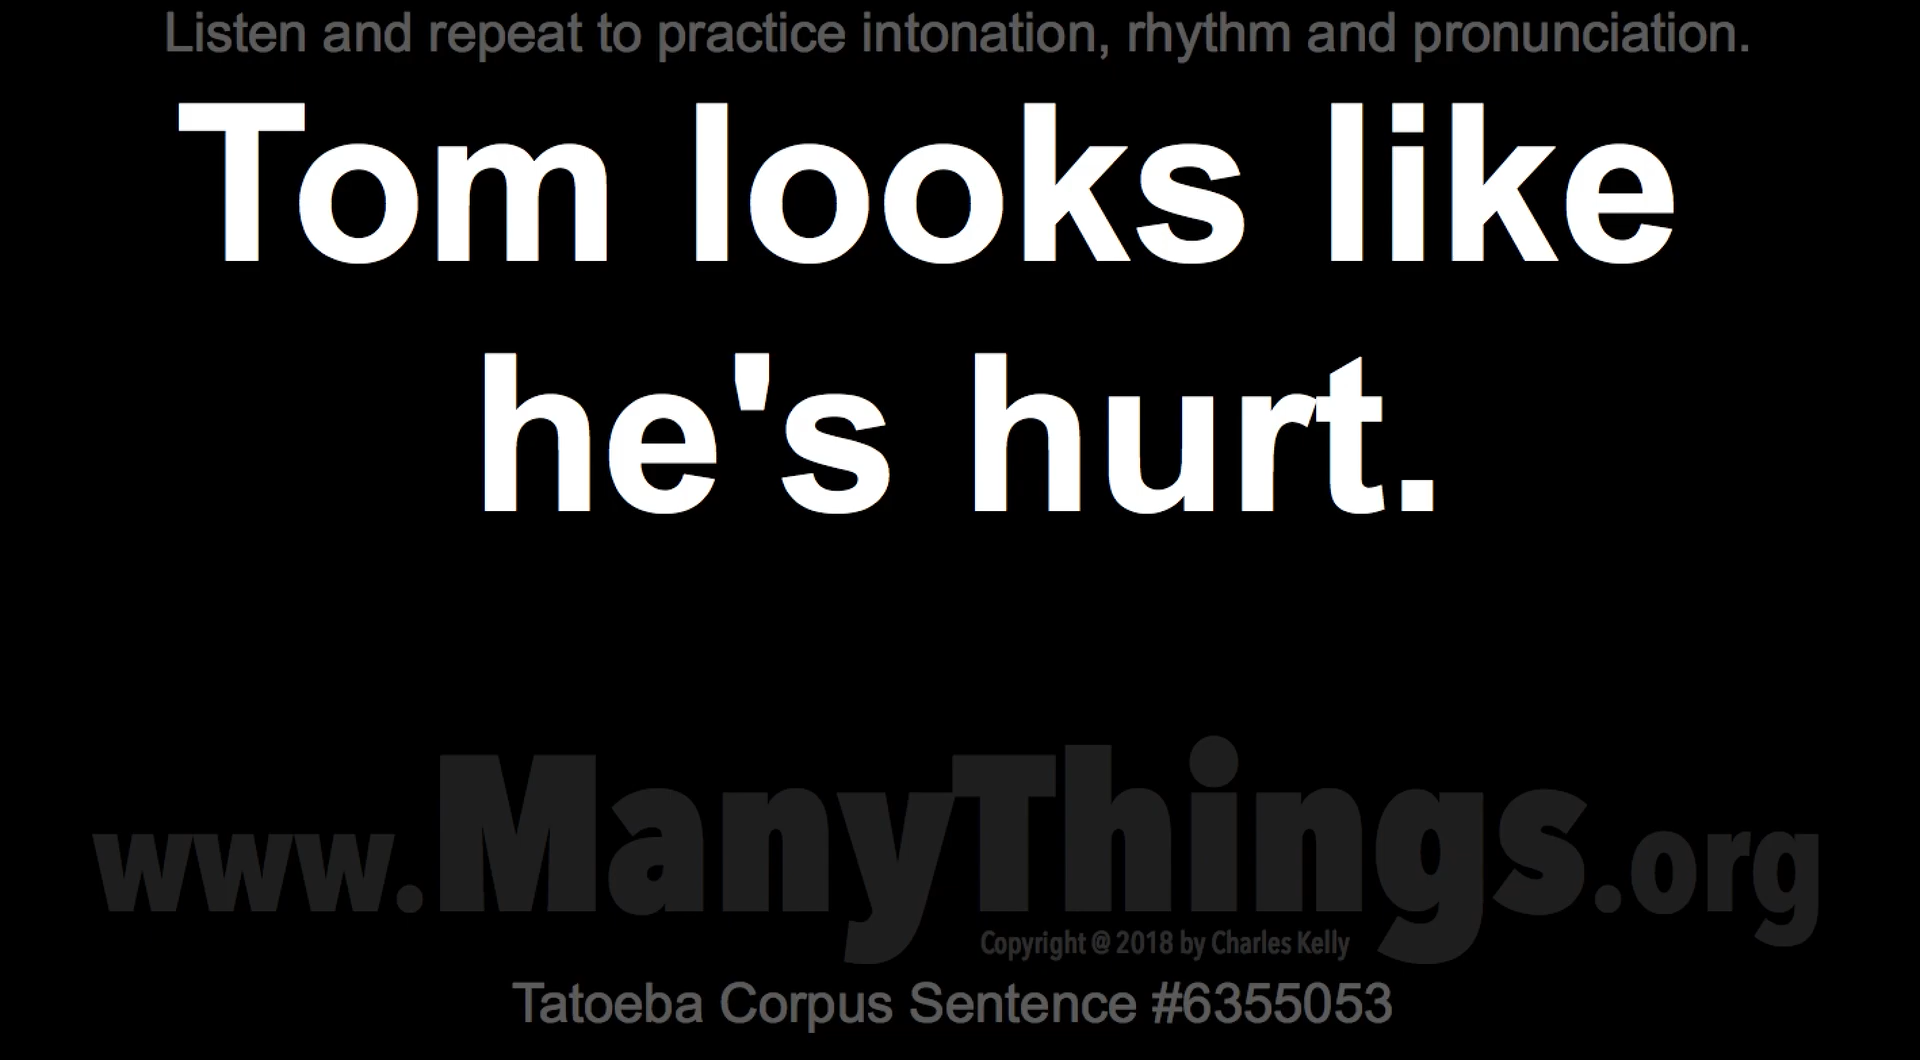 Listen and repeat to practice intonation, rhythm and pronunciation.
Tom looks like
he's hurt.
www.ManyThings.org
Copyright @ 2018 by Charles Kelly
Tatoeba Corpus Sentence #6355053